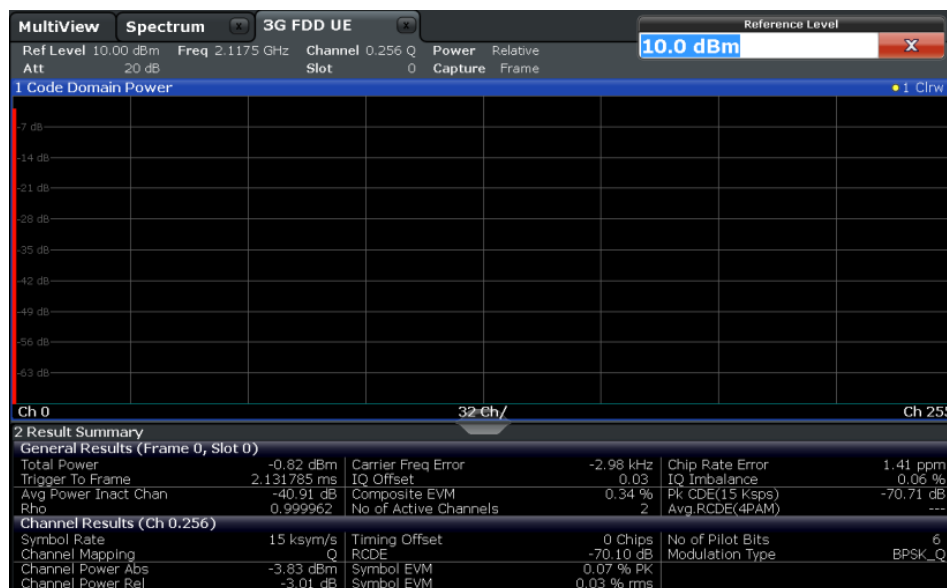 MultiView Spectrum x 3G FDD UE x
Reference Level
10.0 dBm X
Ref Level 10.00 dBm Freq 2.1175 GHz Channel 0.256 Q Power Relative
Att 20 dB Slot 0 Capture Frame
1 Code Domain Power 1 Clrw
-7 dB
-14 dB
-21 dB
-28 dB
-35 dB
-42 dB
-49 dB
-56 dB
-63 dB
Ch 0 32 Ch/ Ch 255
2 Result Summary
General Results (Frame 0, Slot 0)
Total Power -0.82 dBm Carrier Freq Error -2.98 kHz Chip Rate Error 1.41 ppm
Trigger To Frame 2.131785 ms IQ Offset 0.03 IQ Imbalance 0.06 %
Avg Power Inact Chan -40.91 dB Composite EVM 0.34 % Pk CDE(15 Ksps) -70.71 dB
Rho 0.999962 No of Active Channels 2 Avg.RCDE(4PAM) ---
Channel Results (Ch 0.256)
Symbol Rate 15 ksym/s Timing Offset 0 Chips No of Pilot Bits 6
Channel Mapping Q RCDE -70.10 dB Modulation Type BPSK_Q
Channel Power Abs -3.83 dBm Symbol EVM 0.07 % PK
Channel Power Rel -3.01 dB Symbol EVM 0.03 % rms